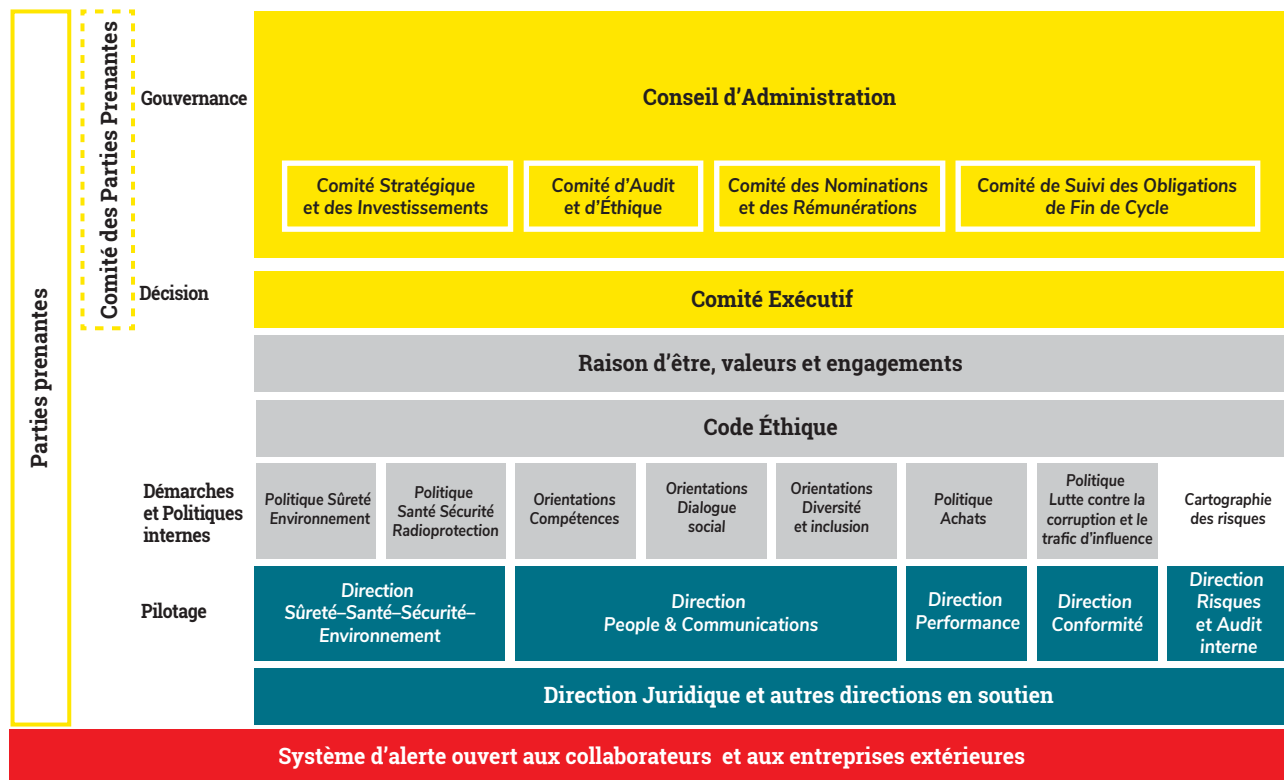 Parties prenantes
Comité des Parties Prenantes
Gouvernance
Conseil d'Administration
Comité Stratégique
et des Investissements
Comité d'Audit
et d'Éthique
Comité des Nominations
et des Rémunérations
Comité de Suivi des Obligations
de Fin de Cycle
Décision
Comité Exécutif
Raison d'être, valeurs et engagements
Code Éthique
Démarches
et Politiques
internes
Politique Sûreté
Environnement
Politique
Santé Sécurité
Radioprotection
Orientations
Compétences
Orientations
Dialogue
social
Orientations
Diversité
et inclusion
Politique
Achats
Politique
Lutte contre la
corruption et le
trafic d'influence
Cartographie
des risques
Pilotage
Direction
Sûreté–Santé–Sécurité–
Environnement
Direction
People & Communications
Direction
Performance
Direction
Conformité
Direction
Risques
et Audit
interne
Direction Juridique et autres directions en soutien
Système d'alerte ouvert aux collaborateurs et aux entreprises extérieures